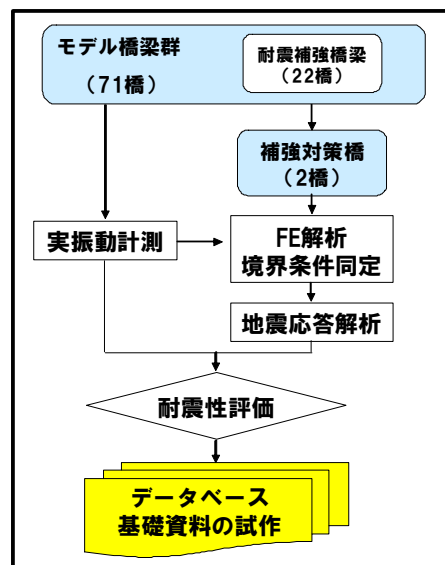 モデル橋梁群
（71橋）
耐震補強橋梁
（22橋）
補強対策橋
（2橋）
実振動計測
FE解析
境界条件同定
地震応答解析
耐震性評価
データベース
基礎資料の試作